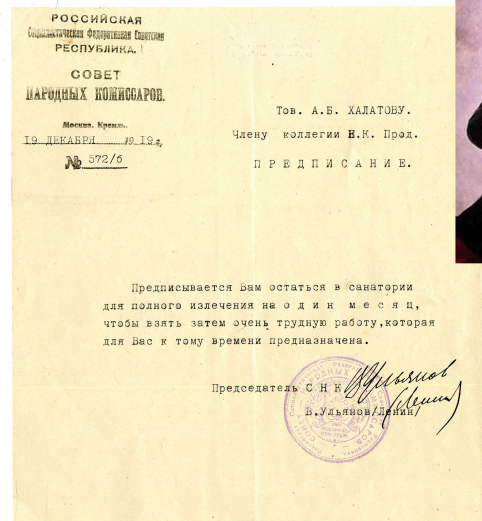 РОССИЙСКАЯ
Социалистическая Федеративная Советская
РЕСПУБЛИКА.
СОВЕТ
НАРОДНЫХ КОМИССАРОВ.
Москва. Кремль.
19 ДЕКАБРЯ 1919г.
№ 572/б
Тов. А.Б. ХАЛАТОВУ.
Члену коллегии Н.К. Прод.
П Р Е Д П И С А Н И Е.
Предписывается Вам остаться в санатории
для полного излечения на о д и н м е с я ц,
чтобы взять затем очень трудную работу,которая
для Вас к тому времени предназначена.
Председатель С Н К В Ульянов
(Ленин)
В.Ульянов/Ленин/